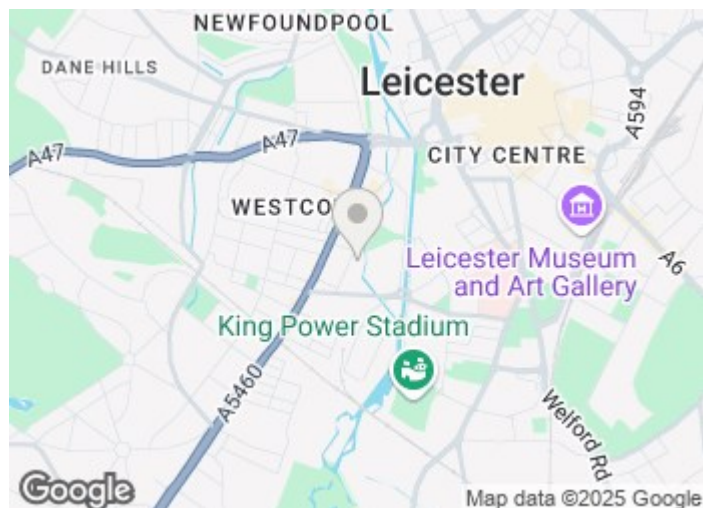 NEWFOUNDPOOL
DANE HILLS
Leicester
A594
A47
A47
CITY CENTRE
WESTCO
Leicester Museum
and Art Gallery
A6
King Power Stadium
A5460
Welford Rd
Google
Map data ©2025 Google